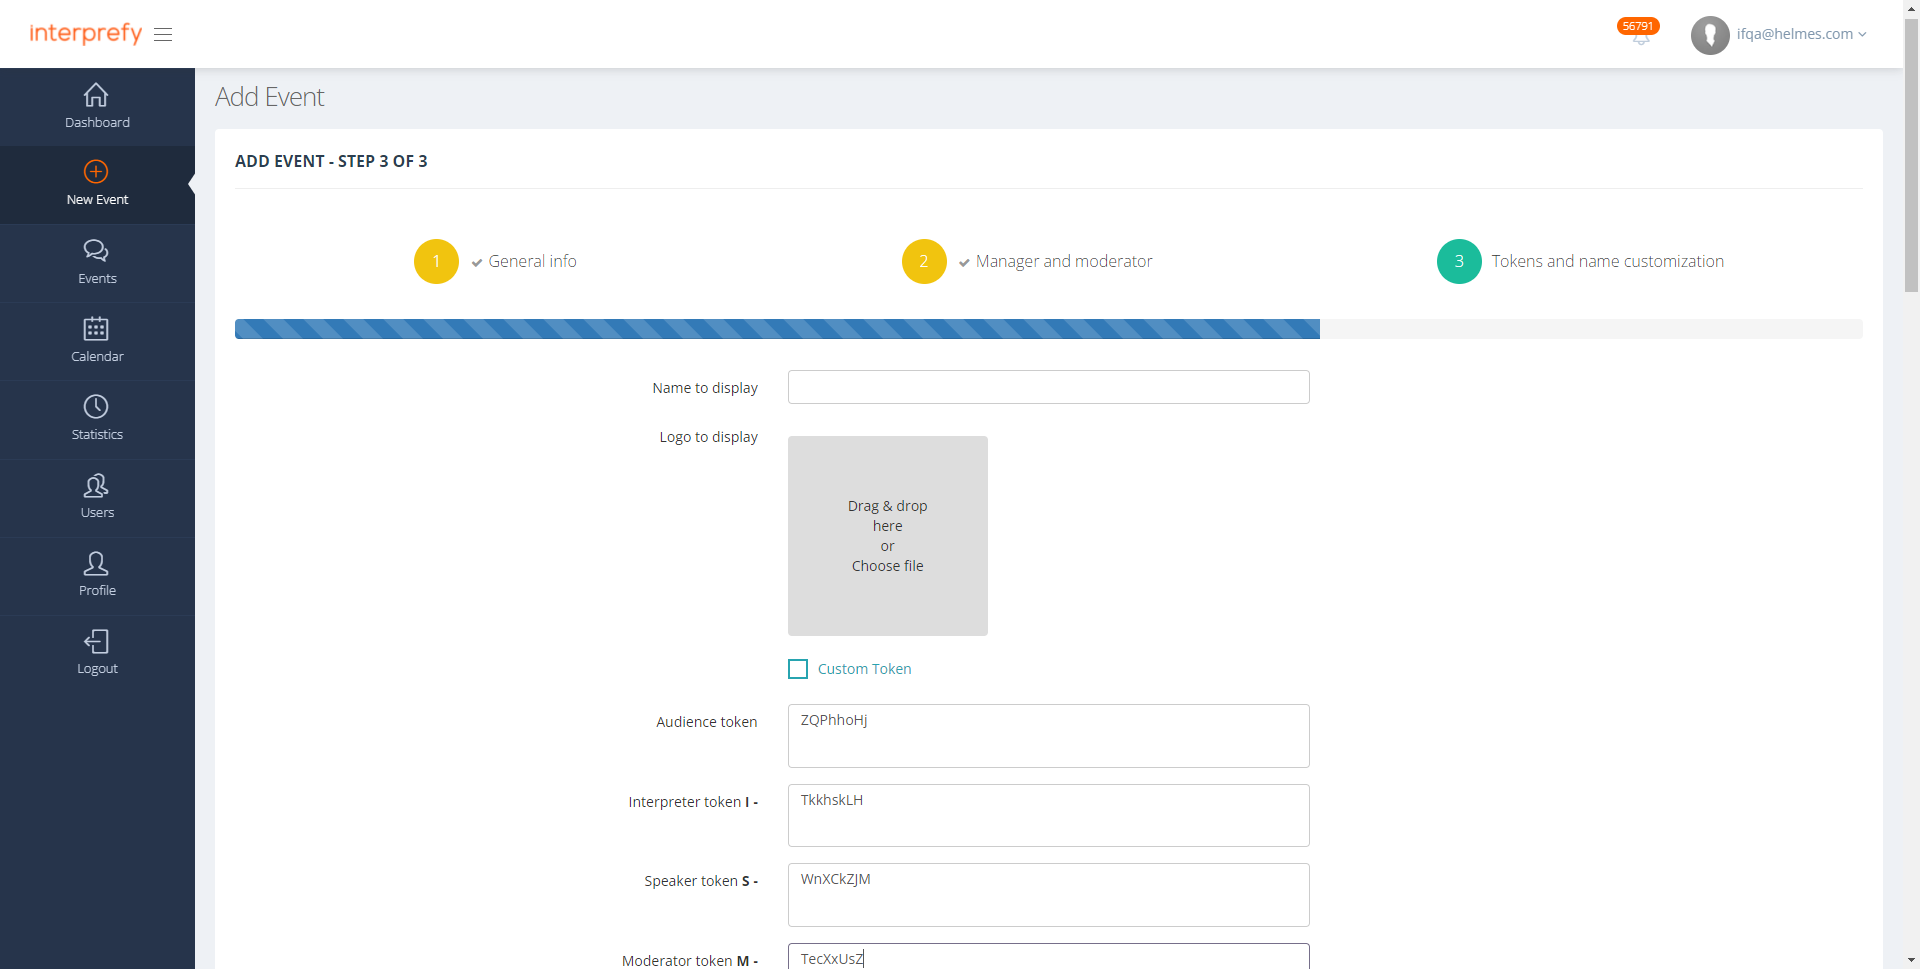 interprefy
56791
ifqa@helmes.com
Dashboard
New Event
Events
Calendar
Statistics
Users
Profile
Logout
Add Event
ADD EVENT - STEP 3 OF 3
1 General info
2 Manager and moderator
3 Tokens and name customization
Name to display
Logo to display
Drag & drop
here
or
Choose file
Custom Token
Audience token
ZQPhhoHj
Interpreter token I -
TkkhskLH
Speaker token S -
WnXCkZJM
Moderator token M -
TecXxUsZ